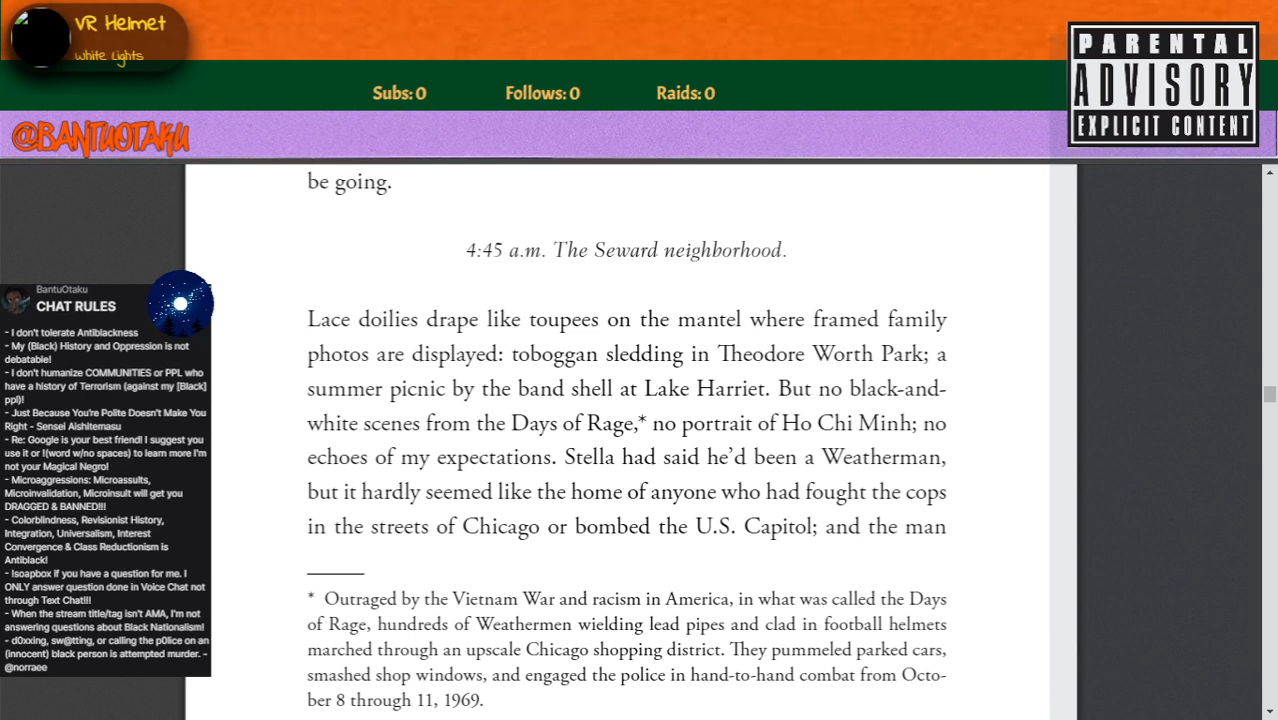 VR Helmet
White Lights
Subs: 0
Follows: 0
Raids: 0
PARENTAL
ADVISORY
EXPLICIT CONTENT
@BANTUOTAKU
be going.
4:45 a.m. The Seward neighborhood.
Lace doilies drape like toupees on the mantel where framed family
photos are displayed: toboggan sledding in Theodore Worth Park; a
summer picnic by the band shell at Lake Harriet. But no black-and-
white scenes from the Days of Rage,* no portrait of Ho Chi Minh; no
echoes of my expectations. Stella had said he'd been a Weatherman,
but it hardly seemed like the home of anyone who had fought the cops
in the streets of Chicago or bombed the U.S. Capitol; and the man
* Outraged by the Vietnam War and racism in America, in what was called the Days
of Rage, hundreds of Weathermen wielding lead pipes and clad in football helmets
marched through an upscale Chicago shopping district. They pummeled parked cars,
smashed shop windows, and engaged the police in hand-to-hand combat from Octo-
ber 8 through 11, 1969.
BantuOtaku
CHAT RULES
- I don't tolerate Antiblackness
- My (Black) History and Oppression is not
debatable!
- I don't humanize COMMUNITIES or PPL who
have a history of Terrorism (against my [Black]
ppl)!
- Just Because You're Polite Doesn't Make You
Right - Sensei Aishitemasu
- Re: Google is your best friend! I suggest you
use it or !(word w/no spaces) to learn more I'm
not your Magical Negro!
- Microaggressions: Microassults,
Microinvalidation, Microinsult will get you
DRAGGED & BANNED!!!
- Colorblindness, Revisionist History,
Integration, Universalism, Interest
Convergence & Class Reductionism is
Antiblack!
- !soapbox if you have a question for me. I
ONLY answer question done in Voice Chat not
through Text Chat!!!
- When the stream title/tag isn't AMA, I'm not
answering questions about Black Nationalism!
- d0xxing, sw@tting, or calling the p0lice on an
(innocent) black person is attempted murder. -
@norraee